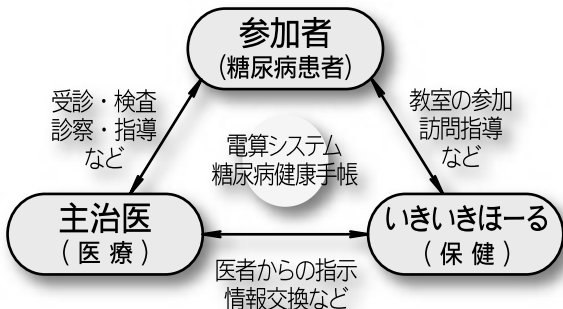 参加者
(糖尿病患者)
受診・検査
診察・指導
など
教室の参加
訪問指導
など
電算システム
糖尿病健康手帳
主治医
(医療)
いきいきほーる
(保健)
医者からの指示
情報交換など